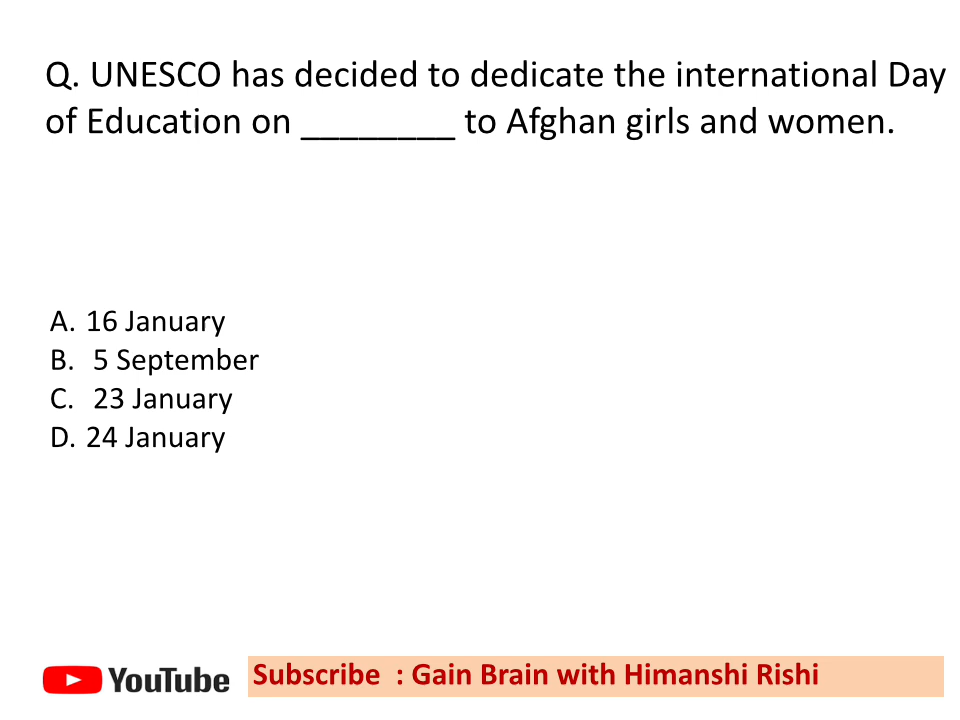 Q. UNESCO has decided to dedicate the international Day
of Education on ________ to Afghan girls and women.
A. 16 January
B. 5 September
C. 23 January
D. 24 January
YouTube
Subscribe : Gain Brain with Himanshi Rishi